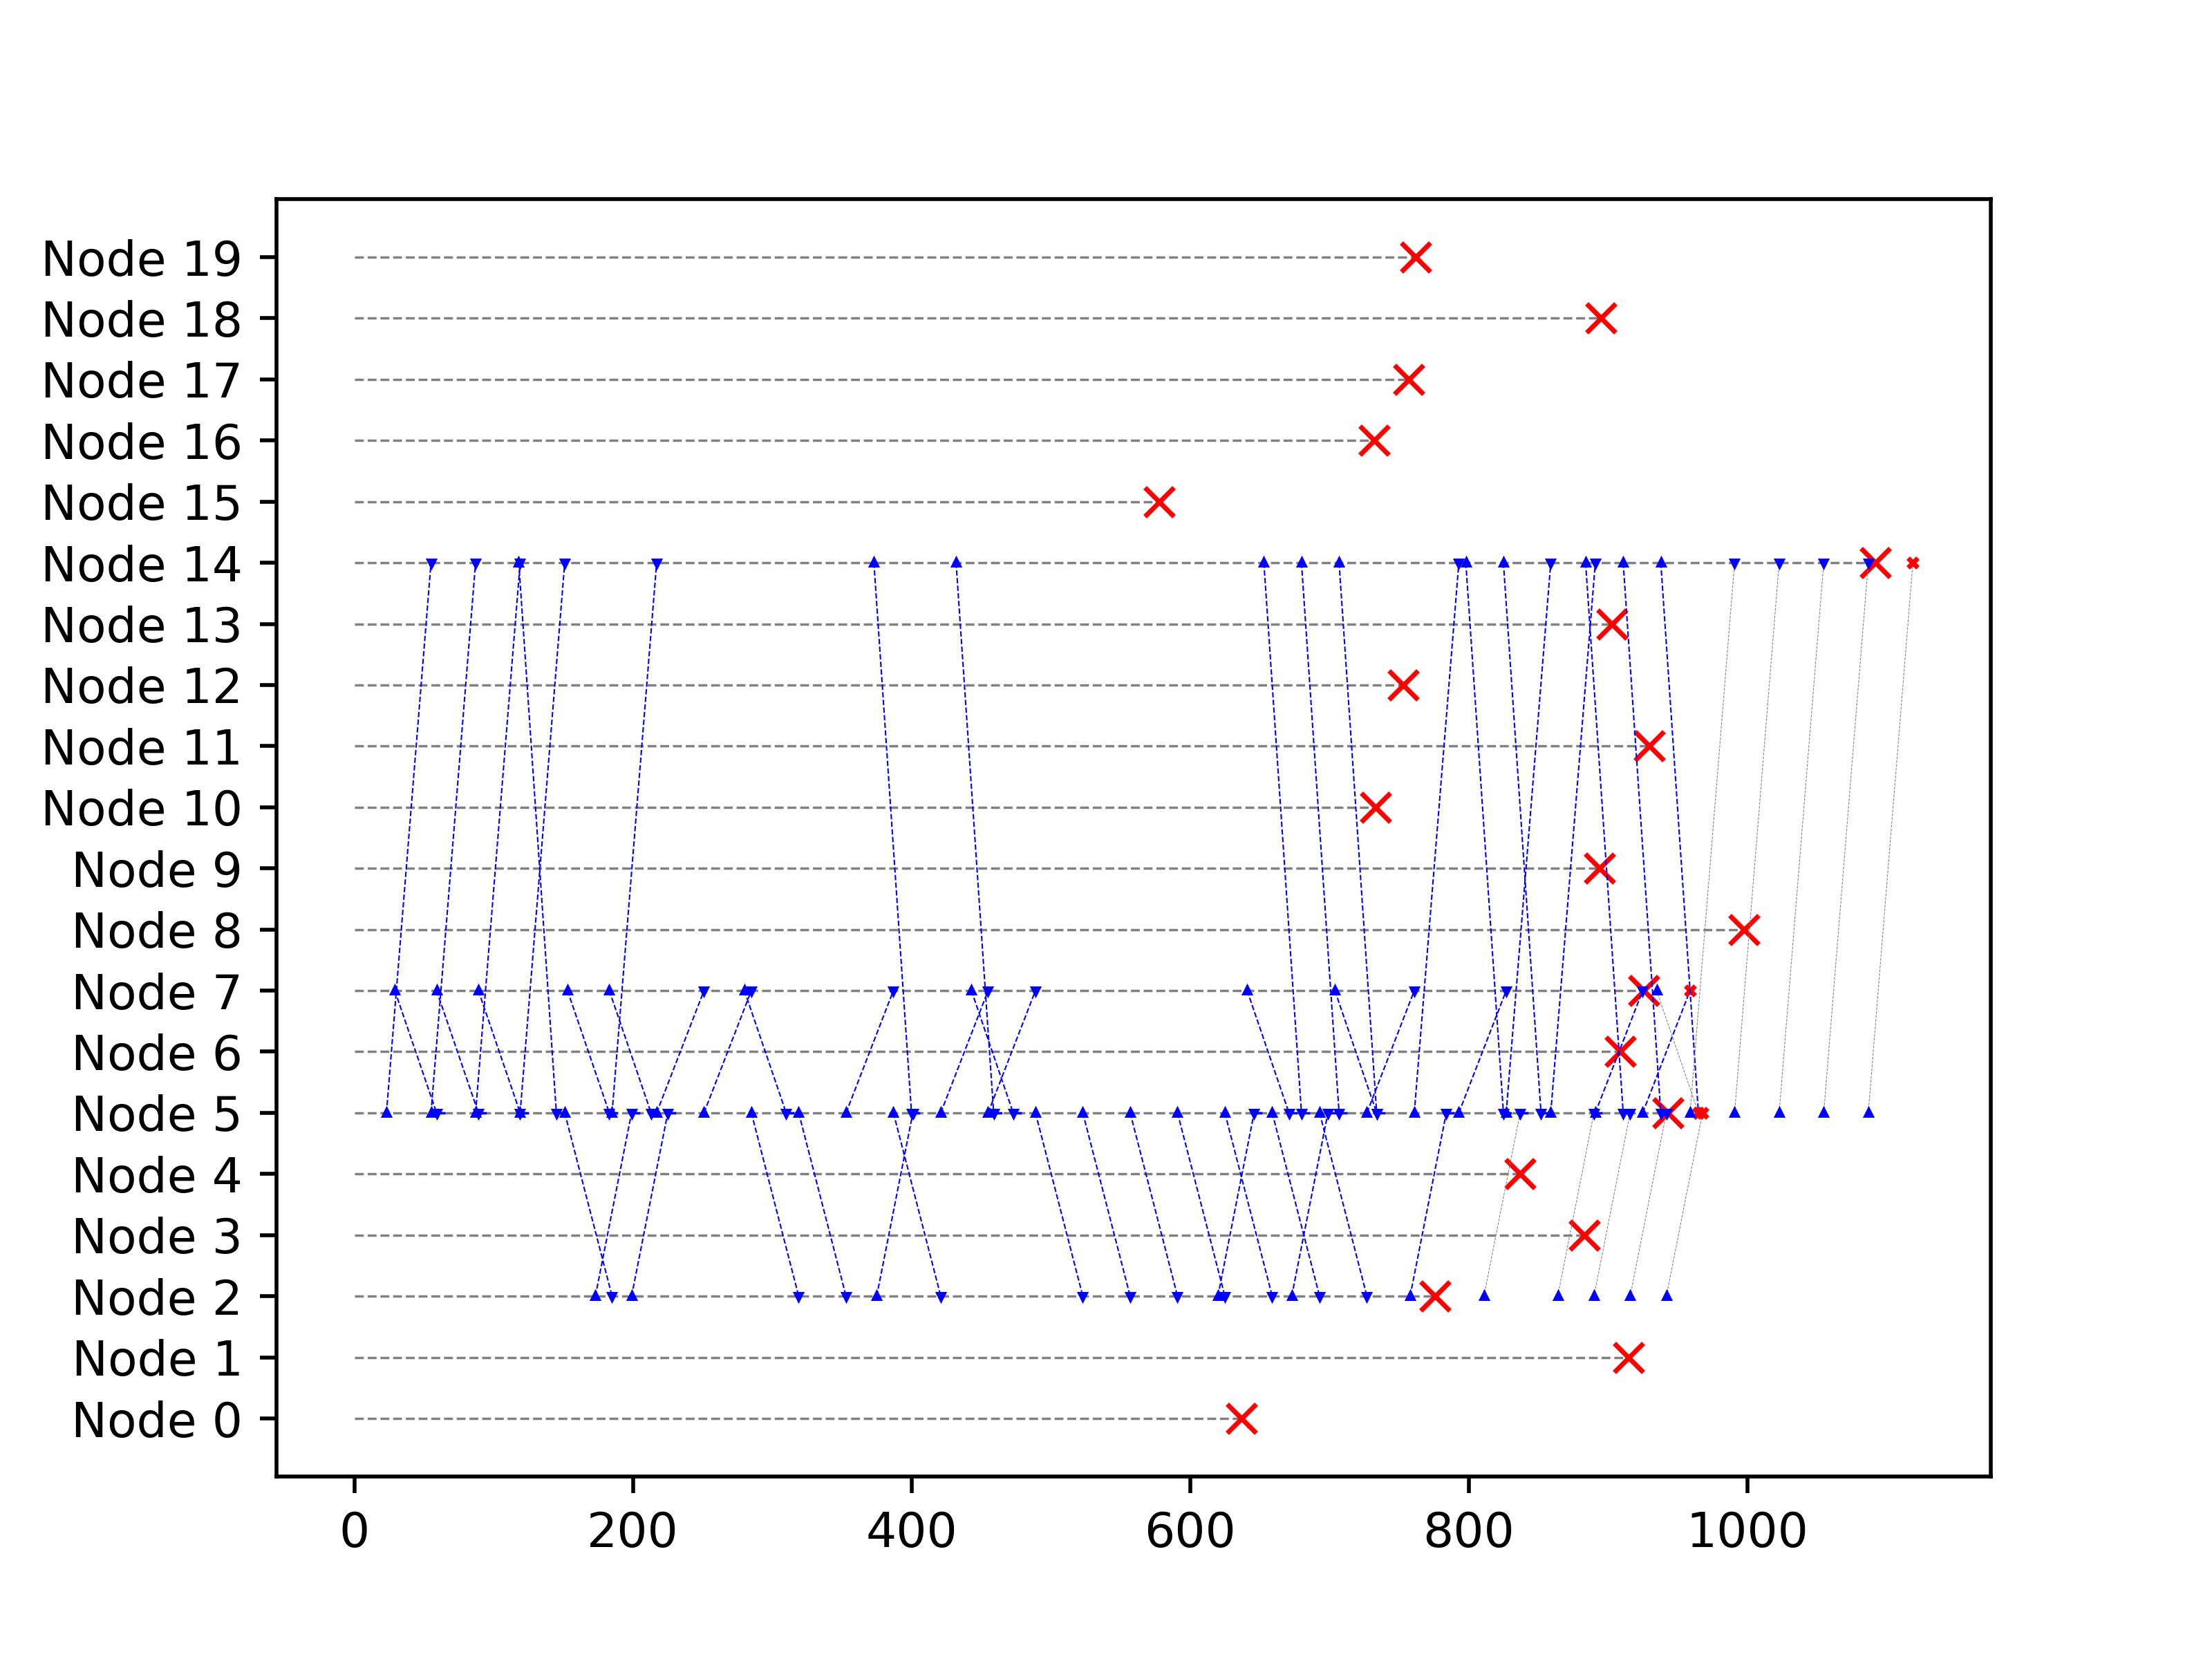 Node 19
Node 18
Node 17
Node 16
Node 15
Node 14
Node 13
Node 12
Node 11
Node 10
Node 9
Node 8
Node 7
Node 6
Node 5
Node 4
Node 3
Node 2
Node 1
Node 0
0 200 400 600 800 1000